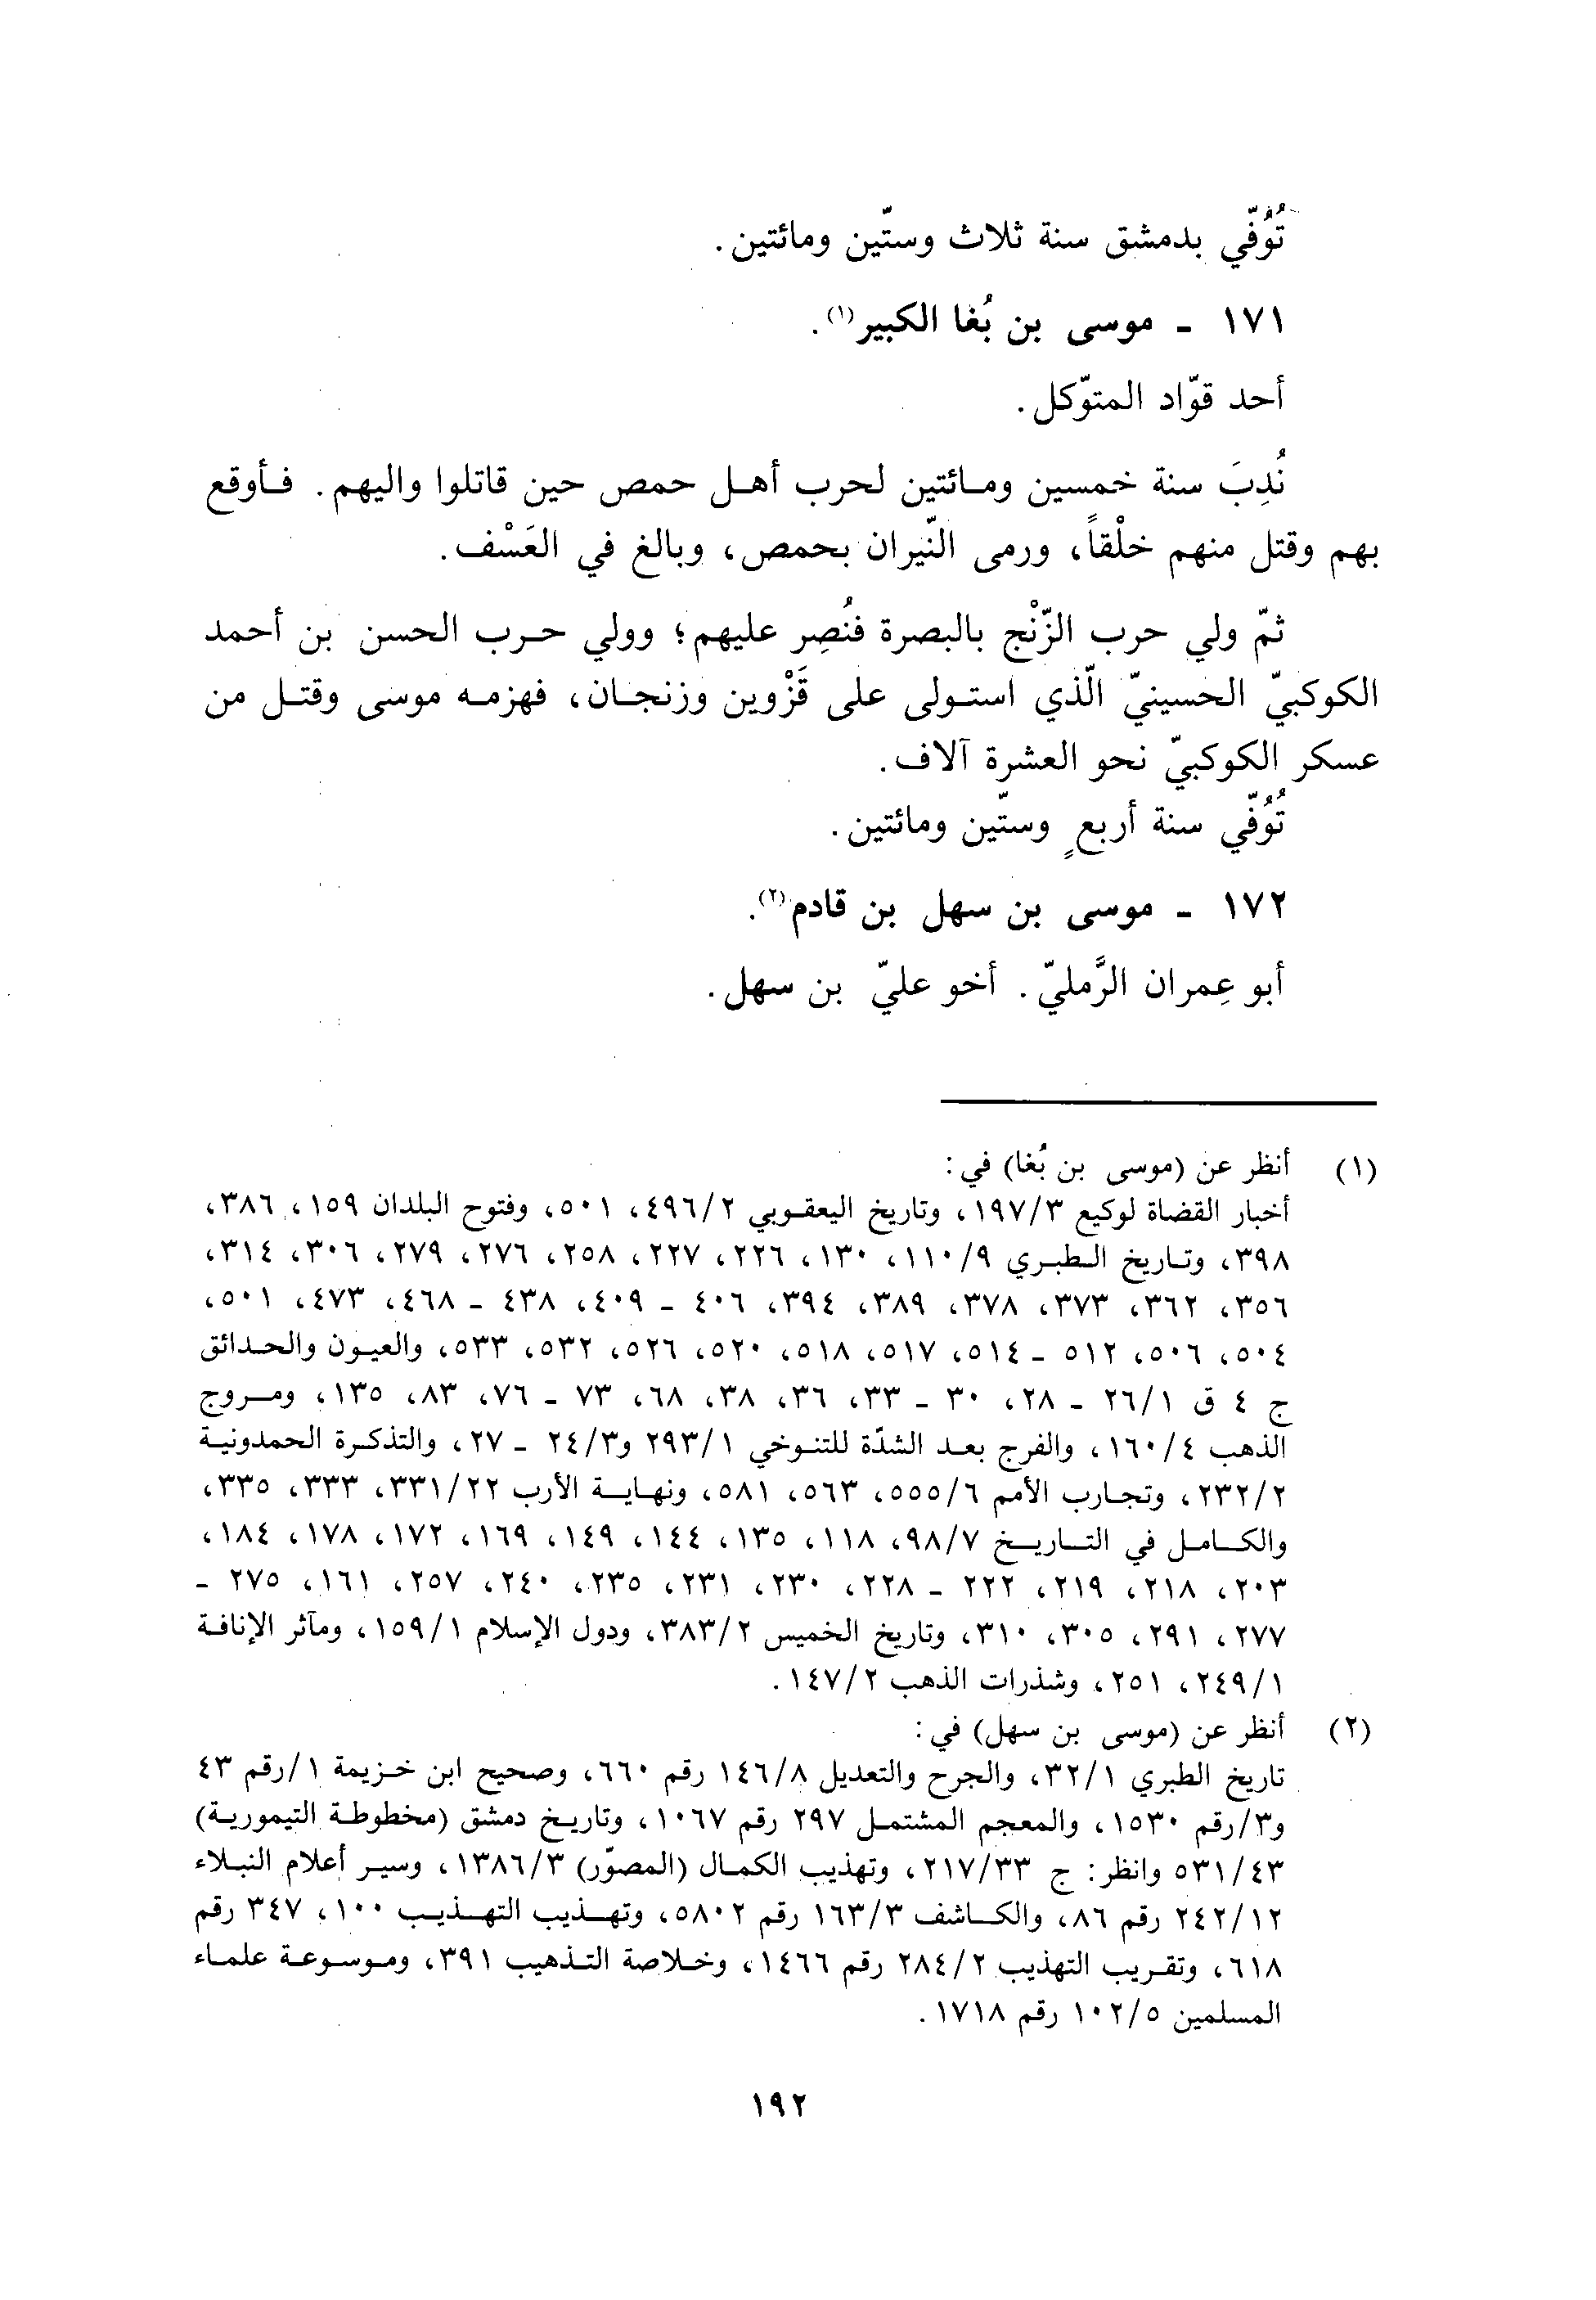 تُوُفّي بدمشق سنة ثلاث وستّين ومائتين.
١٧١ - موسى بن بُغا الكبير(١).
أحد قوّاد المتوّكل.
نُدِبَ سنة خمسين ومائتين لحرب أهل حمص حين قاتلوا واليهم. فأوقع
بهم وقتل منهم خلْقاً، ورمى النّيران بحمص، وبالغ في العَسْف.
ثمّ ولي حرب الزّنْج بالبصرة فنُصِر عليهم؛ وولي حرب الحسن بن أحمد
الكوكبيّ الحسينيّ الّذي استولى على قَزْوين وزنجان، فهزمه موسى وقتل من
عسكر الكوكبيّ نحو العشرة آلاف.
تُوُفّي سنة أربعٍ وستّين ومائتين.
١٧٢ - موسى بن سهل بن قادم(٢).
أبو عِمران الرَّمليّ. أخو عليّ بن سهل.
(١) أنظر عن (موسى بن بُغا) في:
أخبار القضاة لوكيع ١٩٧/٣، وتاريخ اليعقوبي ٤٩٦/٢، ٥٠١، وفتوح البلدان ١٥٩، ٣٨٦،
٣٩٨، وتاريخ الطبري ١١٠/٩، ١٣٠، ٢٢٦، ٢٢٧، ٢٥٨، ٢٧٦، ٢٧٩، ٣٠٦، ٣١٤،
٣٥٦، ٣٦٢، ٣٧٣، ٣٧٨، ٣٨٩، ٣٩٤، ٤٠٦ - ٤٠٩، ٤٣٨ - ٤٦٨، ٤٧٣، ٥٠١،
٥٠٤، ٥٠٦، ٥١٢ - ٥١٤، ٥١٧، ٥١٨، ٥٢٠، ٥٢٦، ٥٣٢، ٥٣٣، والعيون والحدائق
ج ٤ ق ٢٦/١ - ٢٨، ٣٠ - ٣٣، ٣٦، ٣٨، ٦٨، ٧٣ - ٧٦، ٨٣، ١٣٥، ومروج
الذهب ١٦٠/٤، والفرج بعد الشدّة للتنوخي ٢٩٣/١ و٢٤/٣ - ٢٧، والتذكرة الحمدونية
٢٣٢/٢، وتجارب الأمم ٥٥٥/٦، ٥٦٣، ٥٨١، ونهاية الأرب ٣٣١/٢٢، ٣٣٣، ٣٣٥،
والكامل في التاريخ ٩٨/٧، ١١٨، ١٣٥، ١٤٤، ١٤٩، ١٦٩، ١٧٢، ١٧٨، ١٨٤،
٢٠٣، ٢١٨، ٢١٩، ٢٢٢ - ٢٢٨، ٢٣٠، ٢٣١، ٢٣٥، ٢٤٠، ٢٥٧، ١٦١، ٢٧٥ -
٢٧٧، ٢٩١، ٣٠٥، ٣١٠، وتاريخ الخميس ٣٨٣/٢، ودول الإسلام ١٥٩/١، ومآثر الإنافة
٢٤٩/١، ٢٥١، وشذرات الذهب ١٤٧/٢.
(٢) أنظر عن (موسى بن سهل) في:
تاريخ الطبري ٣٢/١، والجرح والتعديل ١٤٦/٨ رقم ٦٦٠، وصحيح ابن خزيمة ١/رقم ٤٣
و٣/رقم ١٥٣٠، والمعجم المشتمل ٢٩٧ رقم ١٠٦٧، وتاريخ دمشق (مخطوطة التيمورية)
٥٣١/٤٣ وانظر: ج ٢١٧/٣٣، وتهذيب الكمال (المصوّر) ١٣٨٦/٣، وسير أعلام النبلاء
٢٤٢/١٢ رقم ٨٦، والكاشف ١٦٣/٣ رقم ٥٨٠٢، وتهذيب التهذيب ١٠٠، ٣٤٧ رقم
٦١٨، وتقريب التهذيب ٢٨٤/٢ رقم ١٤٦٦، وخلاصة التذهيب ٣٩١، وموسوعة علماء
المسلمين ١٠٢/٥ رقم ١٧١٨.
١٩٢